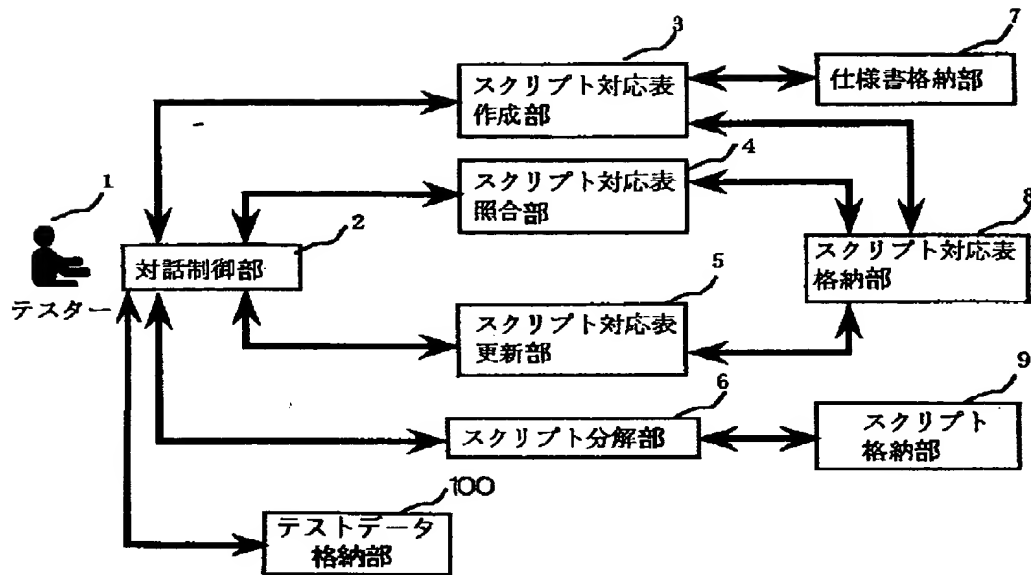 3
7
スクリプト対応表
作成部
仕様書格納部
4
1
スクリプト対応表
照合部
2
8
対話制御部
スクリプト対応表
格納部
テスター
5
スクリプト対応表
更新部
9
6
スクリプト分解部
スクリプト
格納部
100
テストデータ
格納部